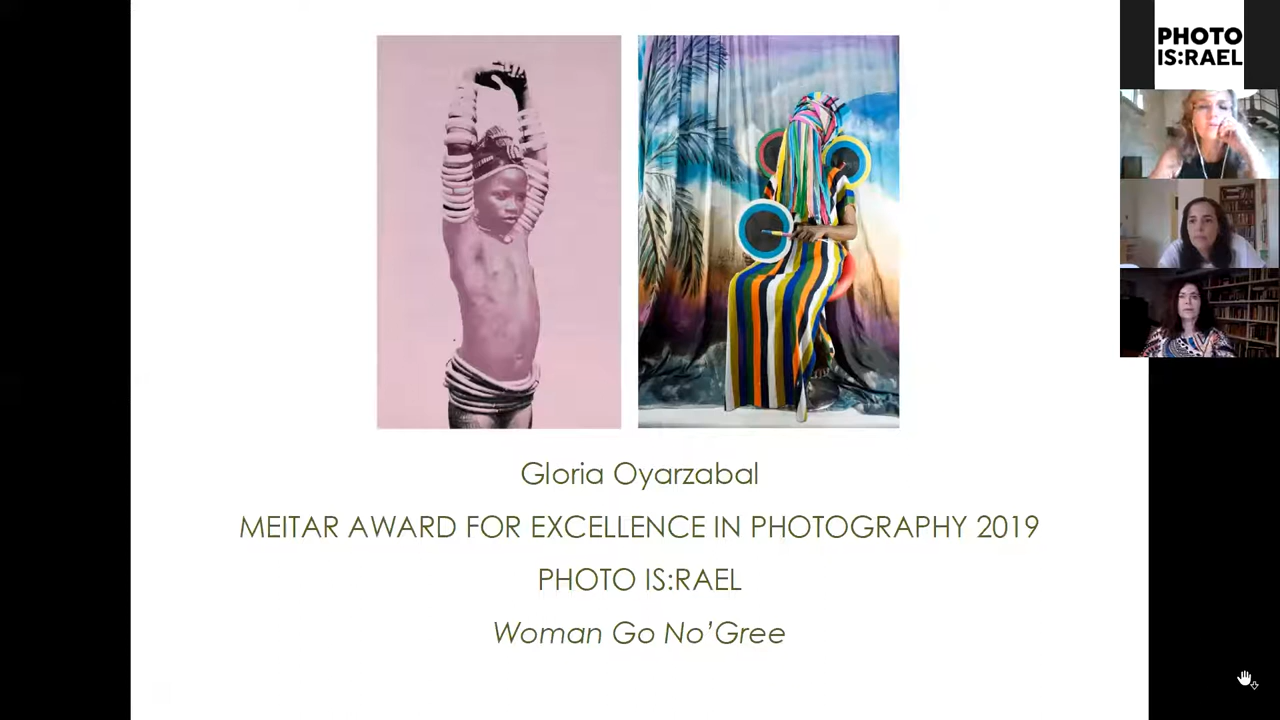 PHOTO
IS:RAEL
Gloria Oyarzabal
MEITAR AWARD FOR EXCELLENCE IN PHOTOGRAPHY 2019
PHOTO IS:RAEL
Woman Go No’Gree